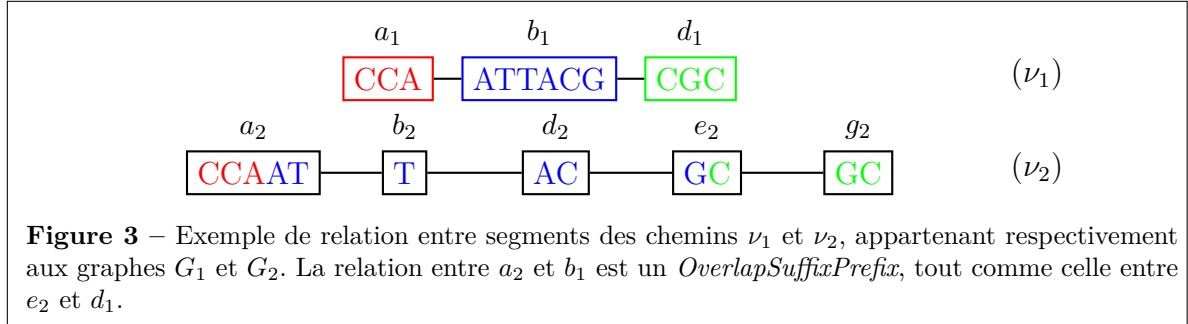 a₁ b₁ d₁
CCA ATTACG CGC (ν₁)
a₂ b₂ d₂ e₂ g₂
CCAAT T AC GC GC (ν₂)
Figure 3 – Exemple de relation entre segments des chemins ν₁ et ν₂, appartenant respectivement
aux graphes G₁ et G₂. La relation entre a₂ et b₁ est un OverlapSuffixPrefix, tout comme celle entre
e₂ et d₁.